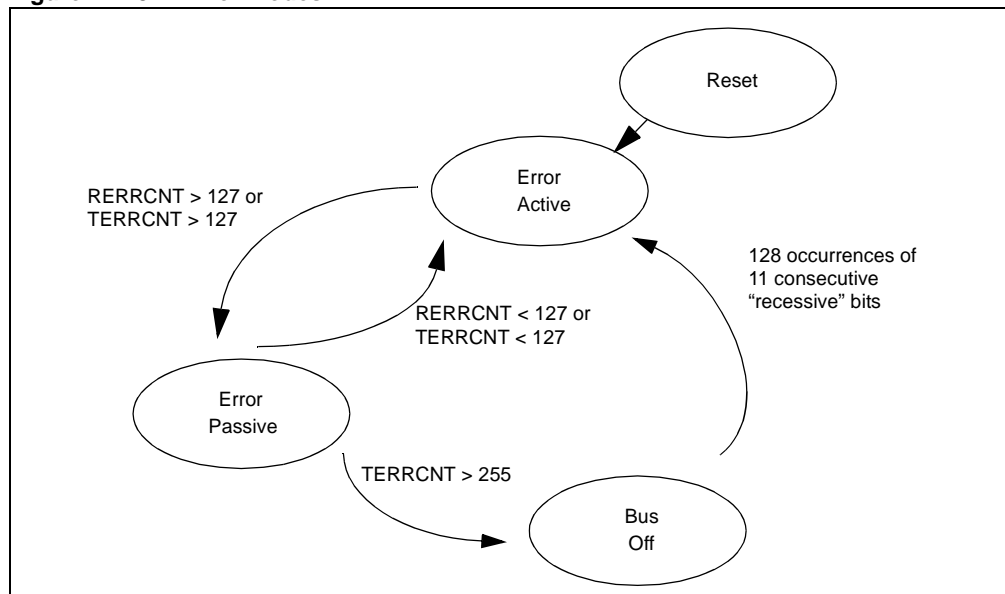 Reset
Error
Active
RERRCNT > 127 or
TERRCNT > 127
128 occurrences of
11 consecutive
“recessive” bits
RERRCNT < 127 or
TERRCNT < 127
Error
Passive
TERRCNT > 255
Bus
Off